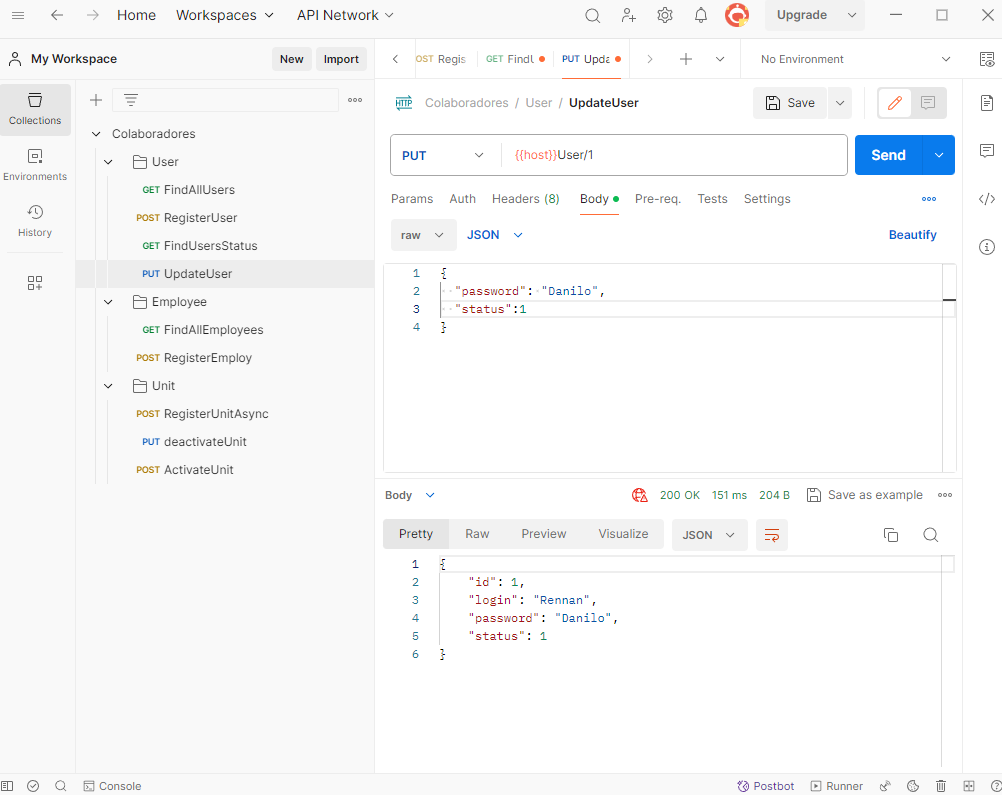 Home Workspaces API Network Upgrade
My Workspace New Import
OST Regis GET FindU PUT Upda No Environment
Collections
Environments
History
Colaboradores
User
GET FindAllUsers
POST RegisterUser
GET FindUsersStatus
PUT UpdateUser
Employee
GET FindAllEmployees
POST RegisterEmploy
Unit
POST RegisterUnitAsync
PUT deactivateUnit
POST ActivateUnit
HTTP Colaboradores / User / UpdateUser Save
PUT {{host}}User/1 Send
Params Auth Headers (8) Body Pre-req. Tests Settings
raw JSON Beautify
1 {
2 "password": "Danilo",
3 "status":1
4 }
Body 200 OK 151 ms 204 B Save as example
Pretty Raw Preview Visualize JSON
1 {
2 "id": 1,
3 "login": "Rennan",
4 "password": "Danilo",
5 "status": 1
6 }
Console Postbot Runner